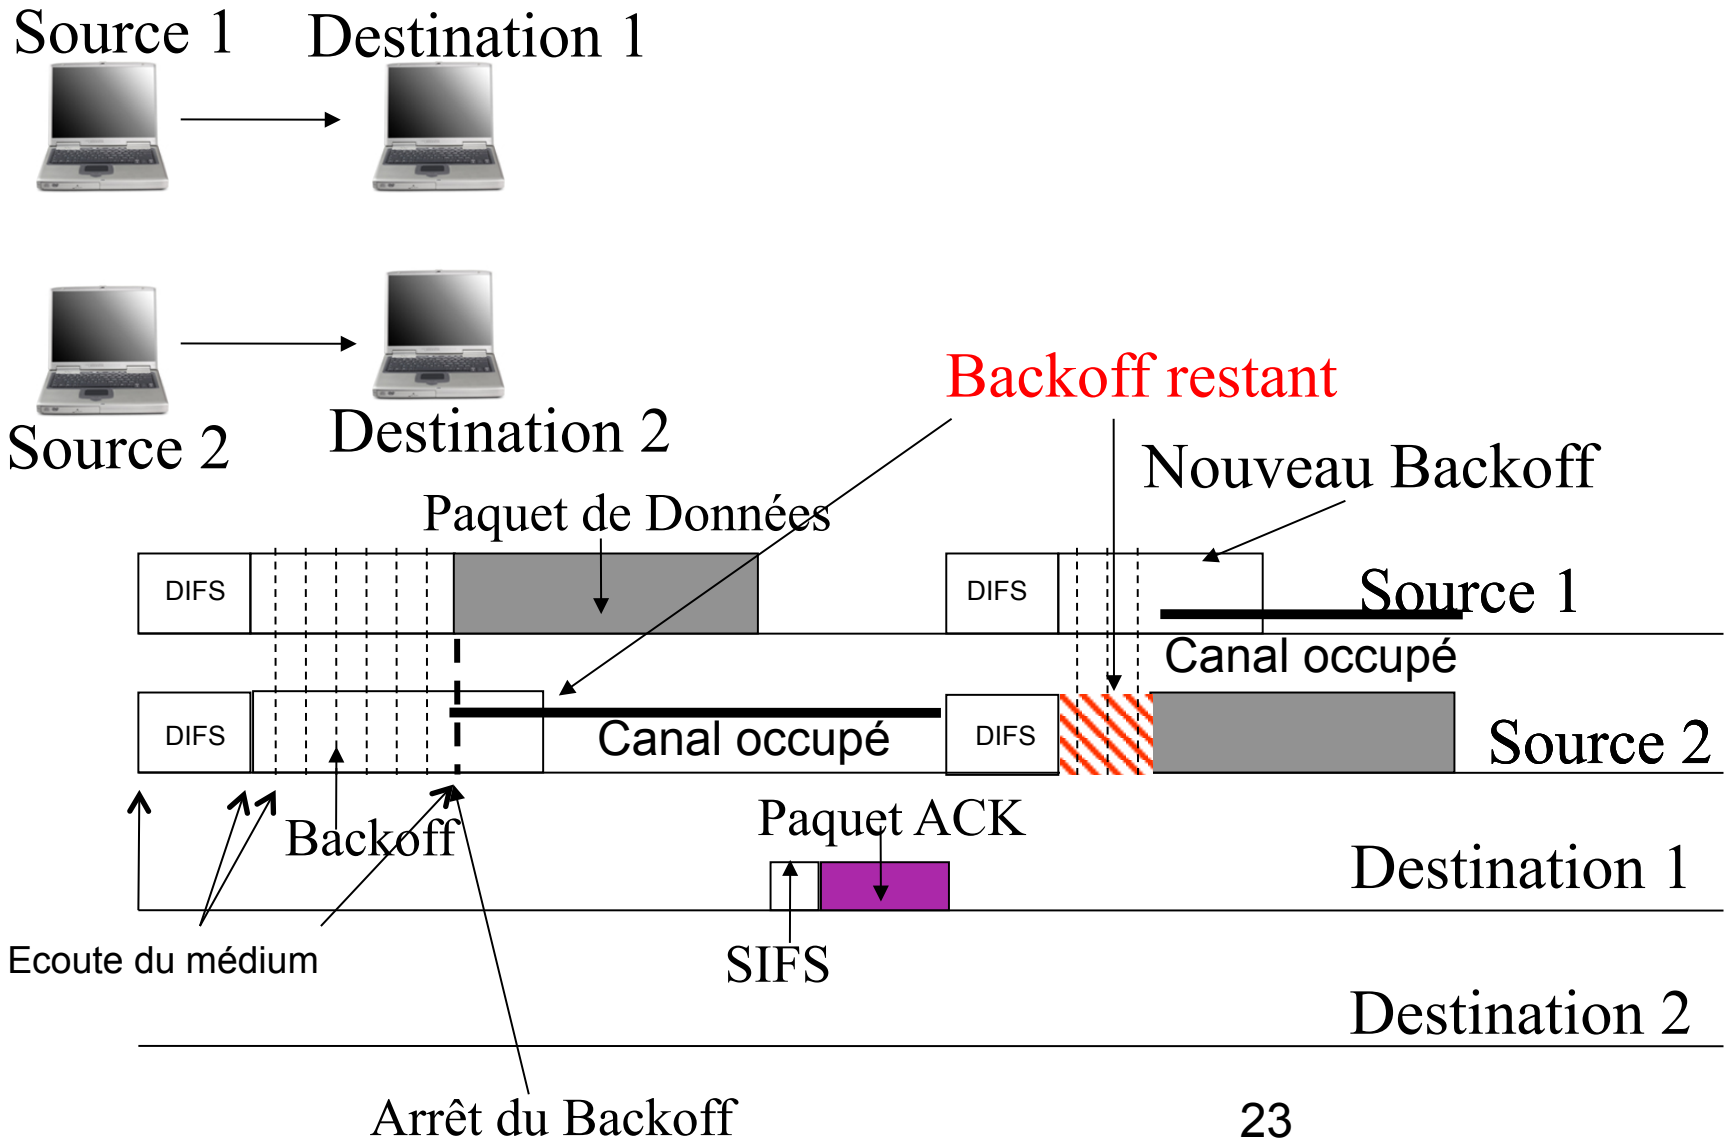 Source 1
Destination 1
Source 2
Destination 2
Backoff restant
Nouveau Backoff
Paquet de Données
DIFS
DIFS
Source 1
Canal occupé
DIFS
Canal occupé
DIFS
Source 2
Backoff
Paquet ACK
Destination 1
Ecoute du médium
SIFS
Destination 2
Arrêt du Backoff
23